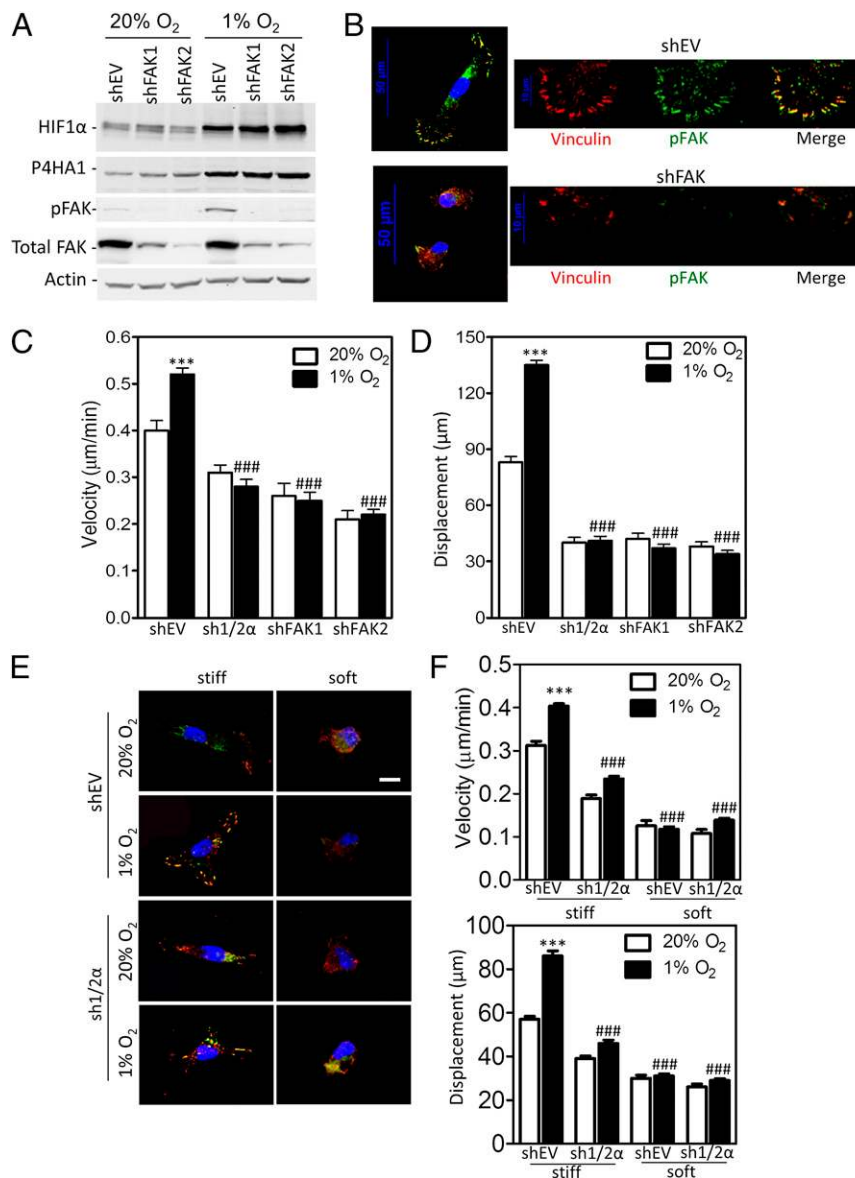 A
20% O2 1% O2
shEV shFAK1 shFAK2 shEV shFAK1 shFAK2
HIF1α
P4HA1 -
pFAK -
Total FAK -
Actin -
B
50 μm
shEV
10 μm
Vinculin pFAK Merge
shFAK
50 μm
10 μm
Vinculin pFAK Merge
C
Velocity (μm/min)
0.6
0.5
0.4
0.3
0.2
0.1
0.0
20% O2
1% O2
***
### ### ###
shEV sh1/2α shFAK1 shFAK2
D
Displacement (μm)
150
120
90
60
30
0
20% O2
1% O2
***
### ### ###
shEV sh1/2α shFAK1 shFAK2
E
stiff soft
shEV
20% O2
1% O2
sh1/2α
20% O2
1% O2
F
Velocity (μm/min)
0.5
0.4
0.3
0.2
0.1
0.0
20% O2
1% O2
***
### ### ###
shEV sh1/2α shEV sh1/2α
stiff soft
Displacement (μm)
100
80
60
40
20
0
20% O2
1% O2
***
### ### ###
shEV sh1/2α shEV sh1/2α
stiff soft